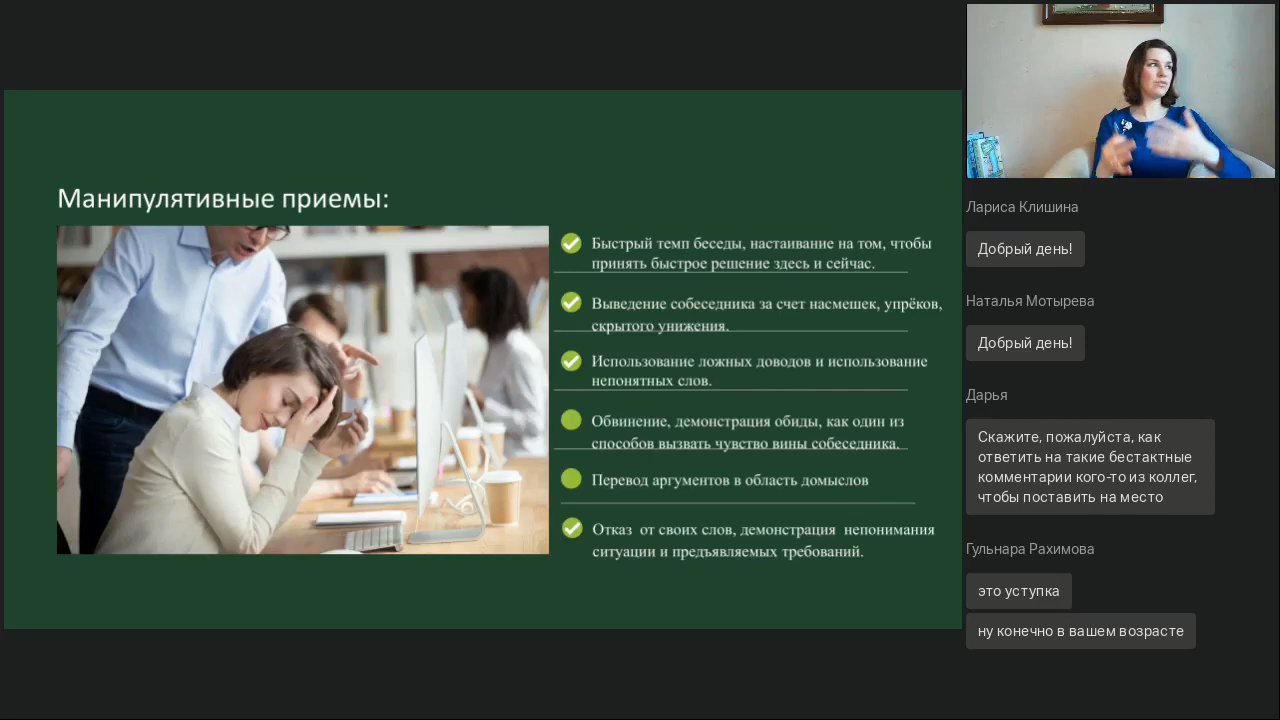 Манипулятивные приемы:
Быстрый темп беседы, настаивание на том, чтобы
принять быстрое решение здесь и сейчас.
Выведение собеседника за счет насмешек, упрёков,
скрытого унижения.
Использование ложных доводов и использование
непонятных слов.
Обвинение, демонстрация обиды, как один из
способов вызвать чувство вины собеседника.
Перевод аргументов в область домыслов
Отказ от своих слов, демонстрация непонимания
ситуации и предъявляемых требований.
Лариса Клишина
Добрый день!
Наталья Мотырева
Добрый день!
Дарья
Скажите, пожалуйста, как
ответить на такие бестактные
комментарии кого-то из коллег,
чтобы поставить на место
Гульнара Рахимова
это уступка
ну конечно в вашем возрасте